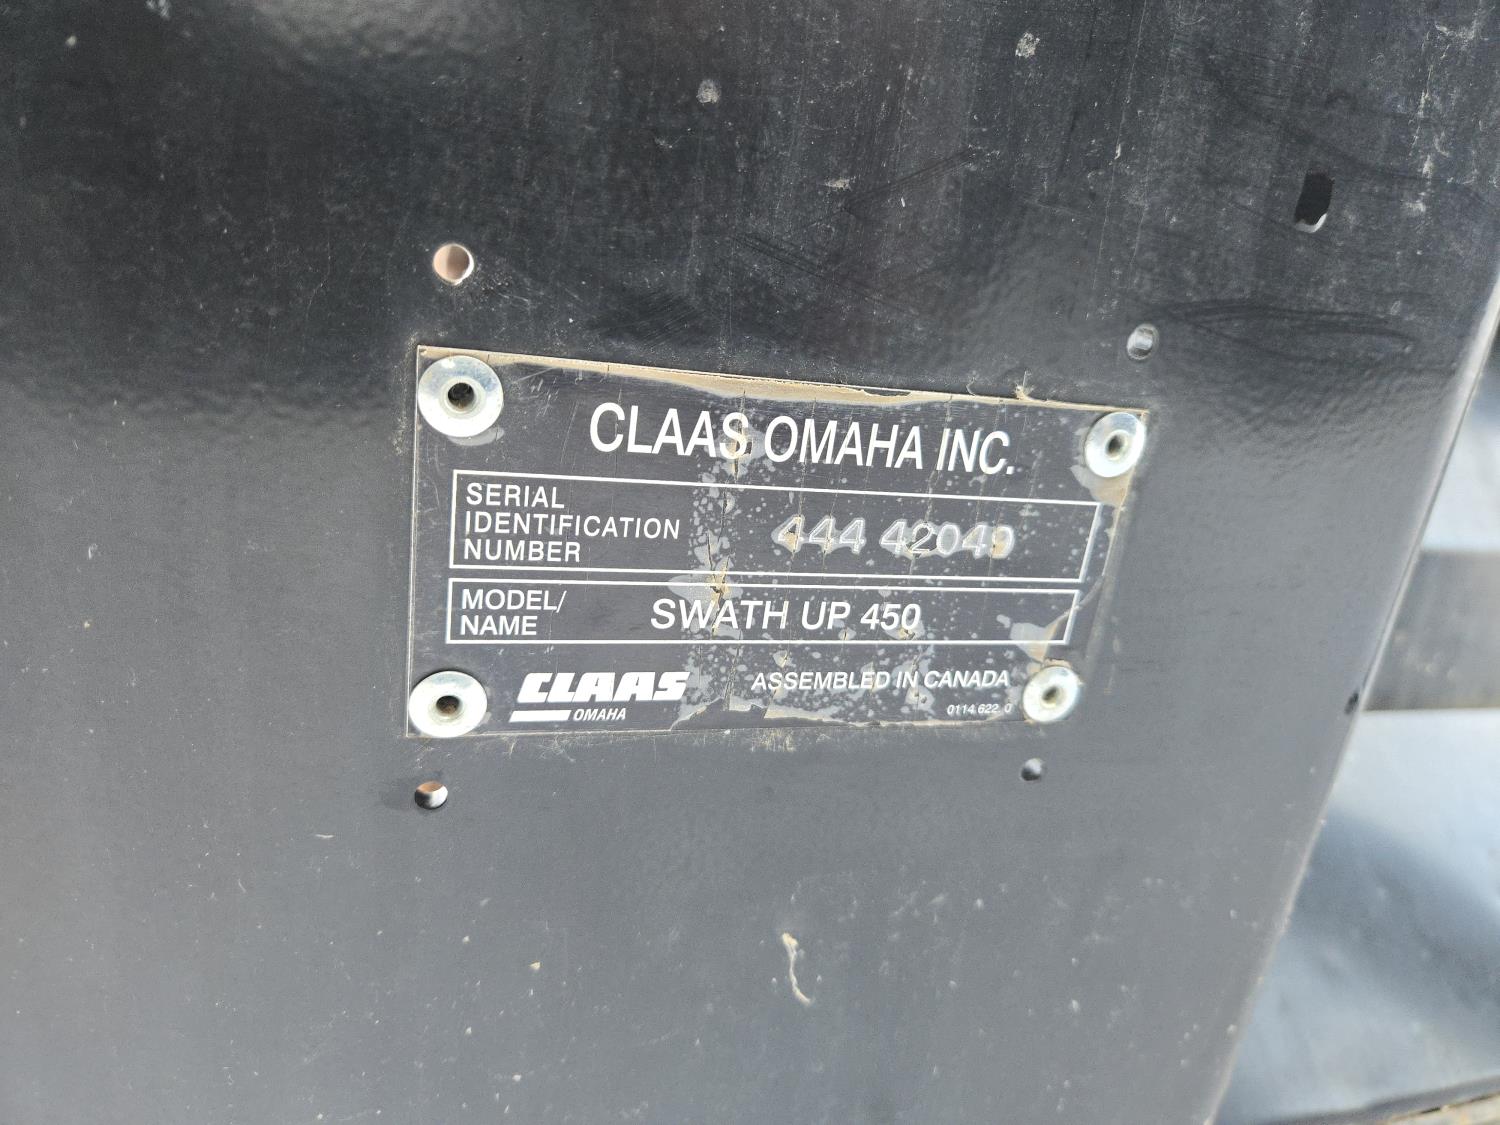 CLAAS OMAHA INC.
SERIAL
IDENTIFICATION
NUMBER
444 42049
MODEL/
NAME
SWATH UP 450
CLAAS
OMAHA
ASSEMBLED IN CANADA
0114 622 0